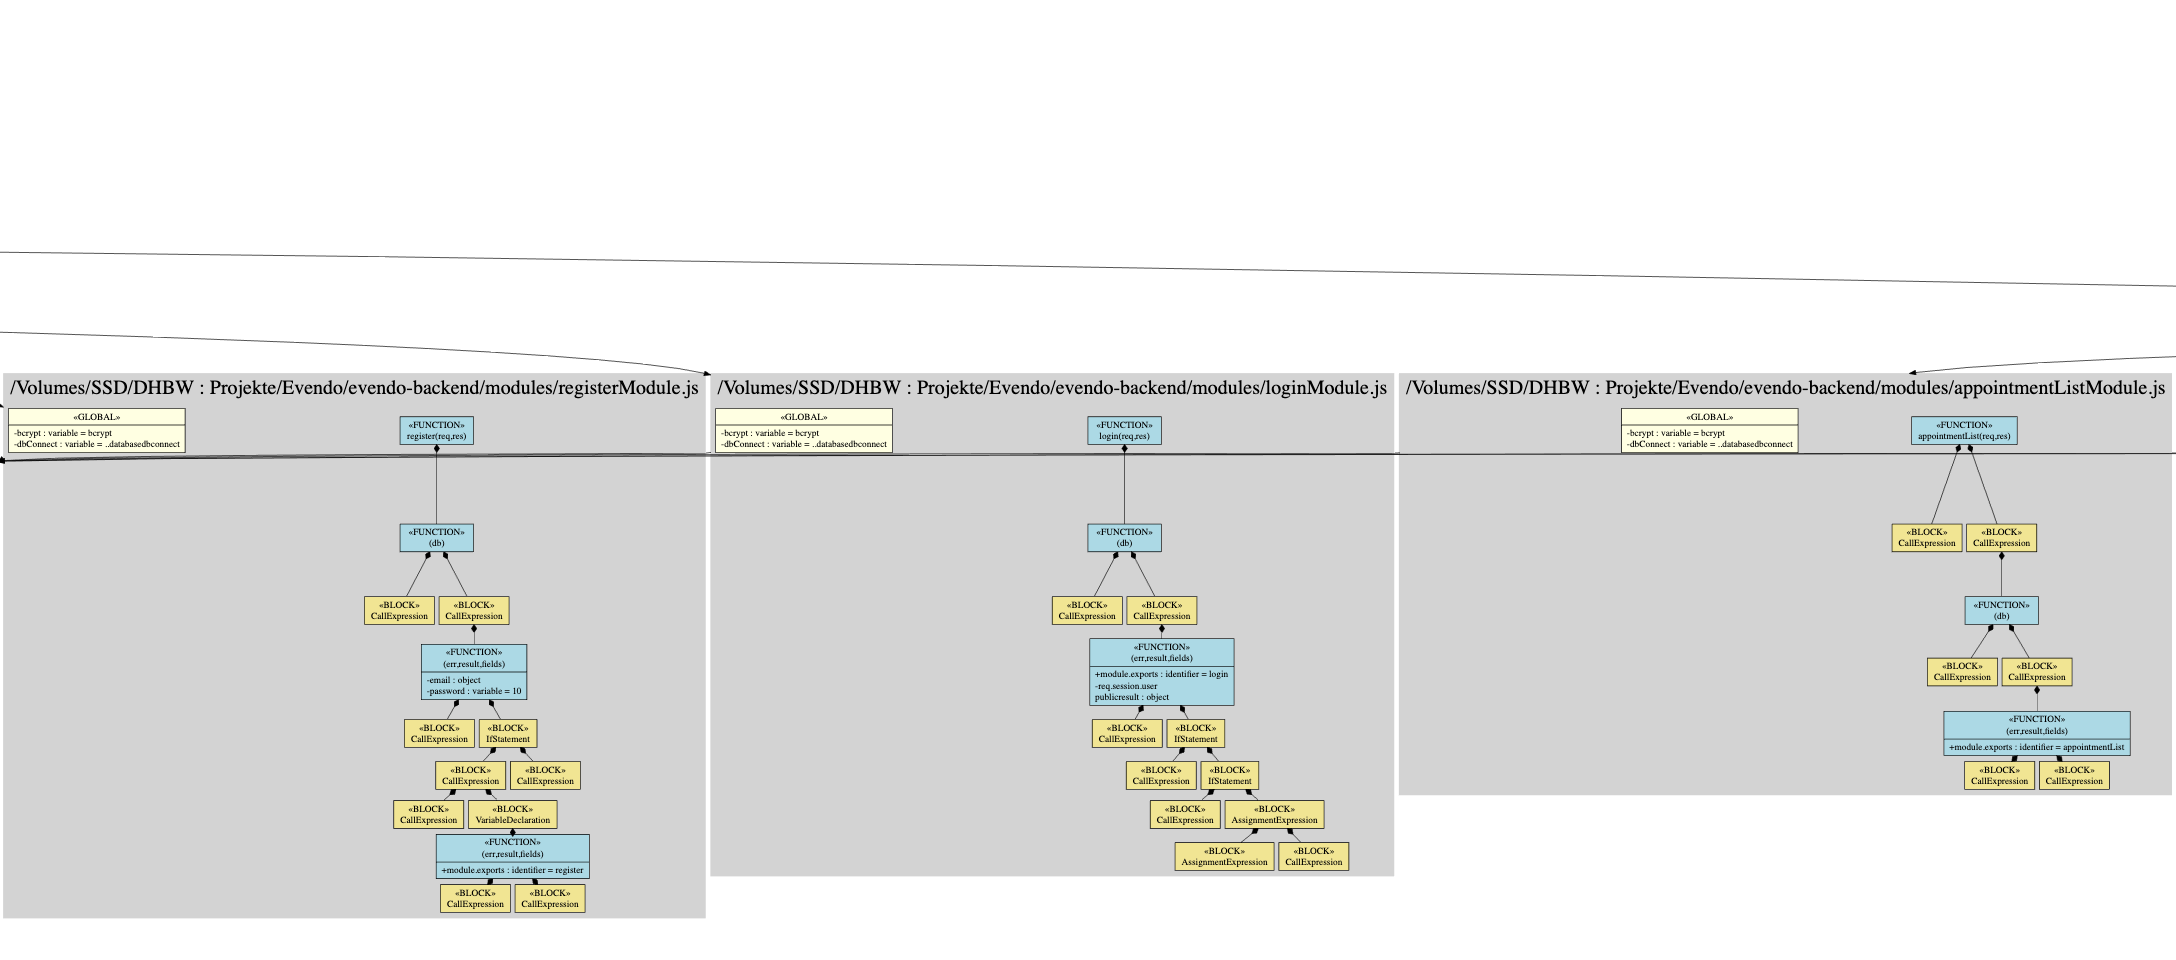 /Volumes/SSD/DHBW : Projekte/Evendo/evendo-backend/modules/registerModule.js
«GLOBAL»
-bcrypt : variable = bcrypt
-dbConnect : variable = ..databasedbconnect
«FUNCTION»
register(req,res)
«FUNCTION»
(db)
«BLOCK»
CallExpression
«BLOCK»
CallExpression
«FUNCTION»
(err,result,fields)
-email : object
-password : variable = 10
«BLOCK»
CallExpression
«BLOCK»
IfStatement
«BLOCK»
CallExpression
«BLOCK»
CallExpression
«BLOCK»
CallExpression
«BLOCK»
VariableDeclaration
«FUNCTION»
(err,result,fields)
+module.exports : identifier = register
«BLOCK»
CallExpression
«BLOCK»
CallExpression
/Volumes/SSD/DHBW : Projekte/Evendo/evendo-backend/modules/loginModule.js
«GLOBAL»
-bcrypt : variable = bcrypt
-dbConnect : variable = ..databasedbconnect
«FUNCTION»
login(req,res)
«FUNCTION»
(db)
«BLOCK»
CallExpression
«BLOCK»
CallExpression
«FUNCTION»
(err,result,fields)
+module.exports : identifier = login
-req.session.user
publicresult : object
«BLOCK»
CallExpression
«BLOCK»
IfStatement
«BLOCK»
CallExpression
«BLOCK»
IfStatement
«BLOCK»
CallExpression
«BLOCK»
AssignmentExpression
«BLOCK»
AssignmentExpression
«BLOCK»
CallExpression
/Volumes/SSD/DHBW : Projekte/Evendo/evendo-backend/modules/appointmentListModule.js
«GLOBAL»
-bcrypt : variable = bcrypt
-dbConnect : variable = ..databasedbconnect
«FUNCTION»
appointmentList(req,res)
«BLOCK»
CallExpression
«BLOCK»
CallExpression
«FUNCTION»
(db)
«BLOCK»
CallExpression
«BLOCK»
CallExpression
«FUNCTION»
(err,result,fields)
+module.exports : identifier = appointmentList
«BLOCK»
CallExpression
«BLOCK»
CallExpression